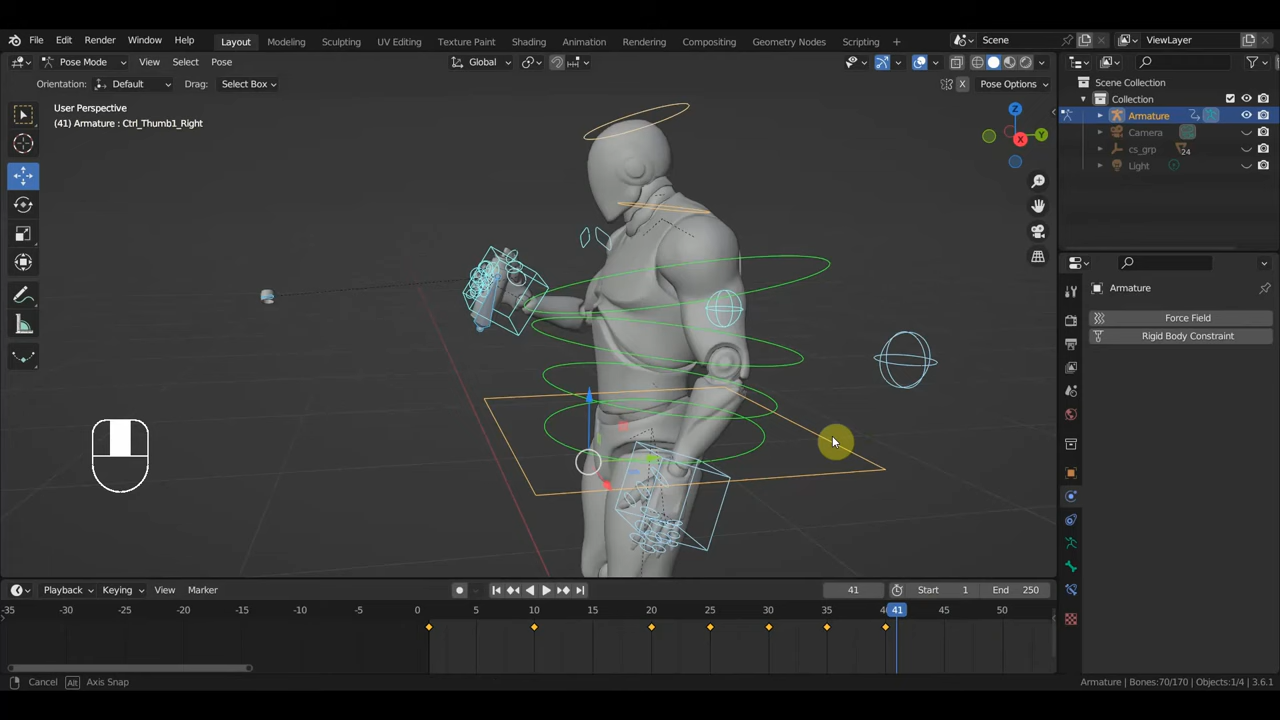 File Edit Render Window Help Layout Modeling Sculpting UV Editing Texture Paint Shading Animation Rendering Compositing Geometry Nodes Scripting + Scene ViewLayer
Pose Mode View Select Pose Global
Scene Collection
Orientation: Default Drag: Select Box X Pose Options
Collection
User Perspective
(41) Armature : Ctrl_Thumb1_Right
Armature
Camera
cs_grp 24
Light
Z
Y
X
Armature
Force Field
Rigid Body Constraint
Playback Keying View Marker 41 Start 1 End 250
-35 -30 -25 -20 -15 -10 -5 0 5 10 15 20 25 30 35 40 41 45 50
Cancel Alt Axis Snap Armature | Bones:70/170 | Objects:1/4 | 3.6.1